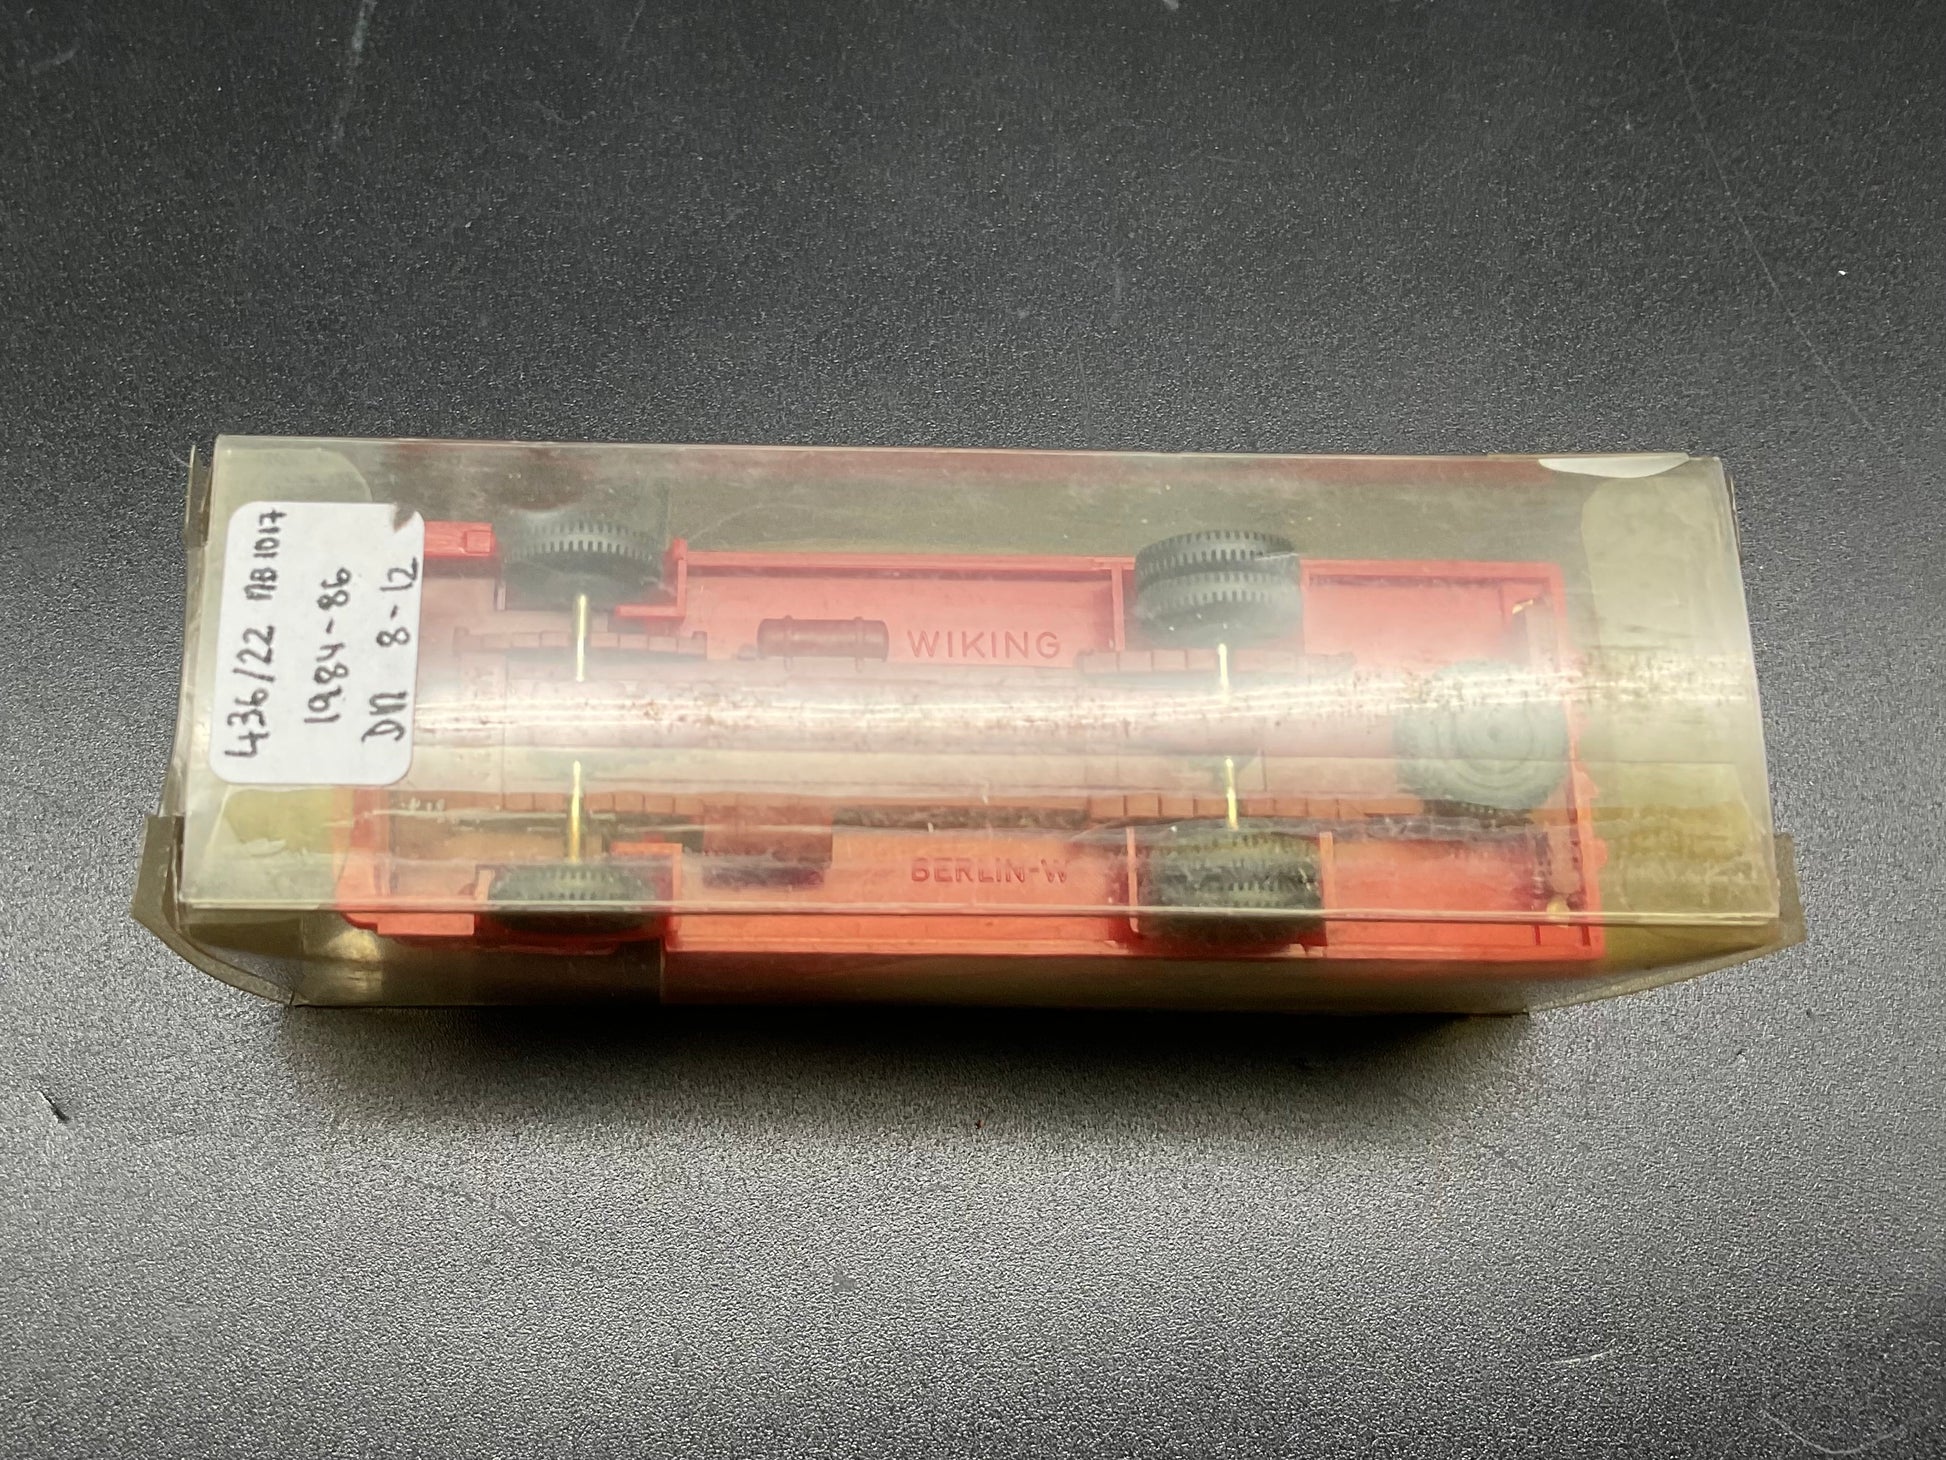 436/22 MB 1017
1984-86
DM 8-12
WIKING
BERLIN-W